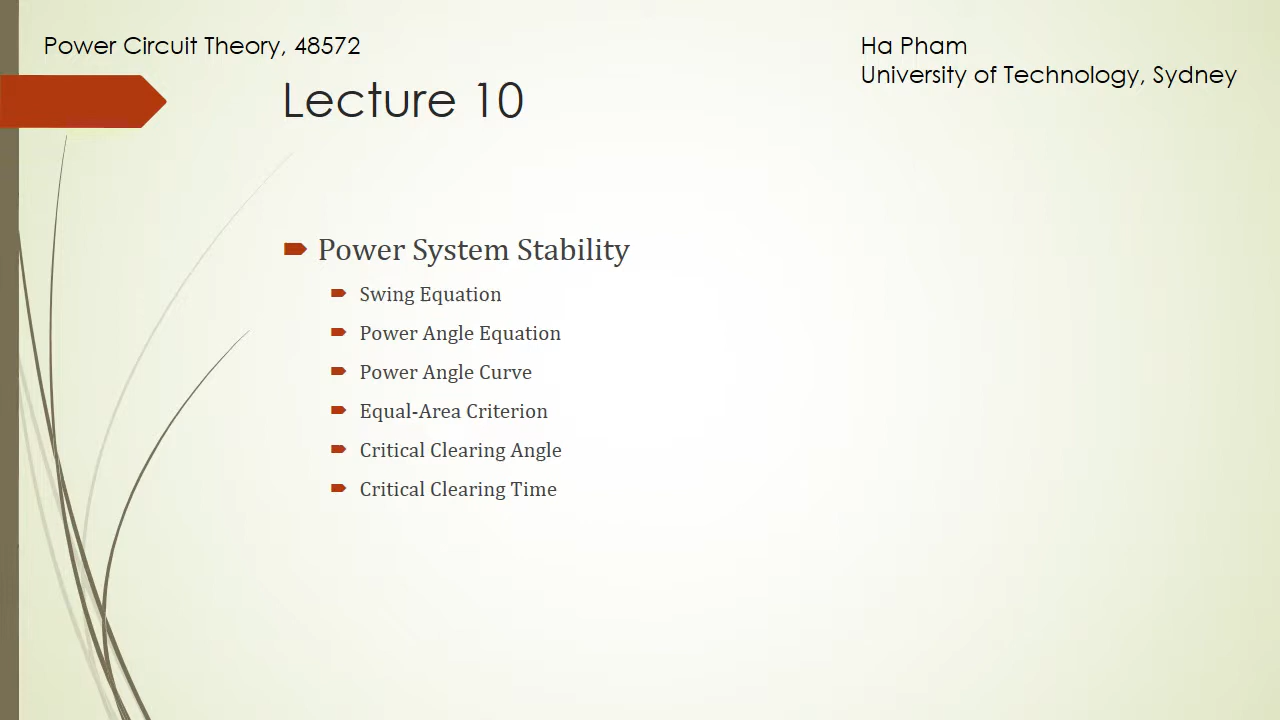 Power Circuit Theory, 48572
Ha Pham
University of Technology, Sydney
Lecture 10
Power System Stability
Swing Equation
Power Angle Equation
Power Angle Curve
Equal-Area Criterion
Critical Clearing Angle
Critical Clearing Time